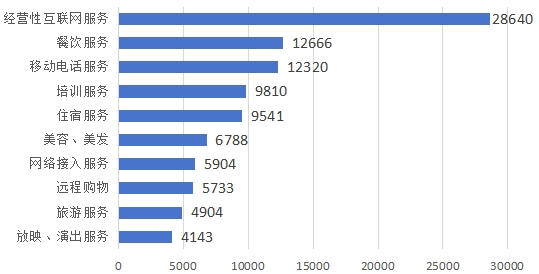 经营性互联网服务 28640
餐饮服务 12666
移动电话服务 12320
培训服务 9810
住宿服务 9541
美容、美发 6788
网络接入服务 5904
远程购物 5733
旅游服务 4904
放映、演出服务 4143
0 5000 10000 15000 20000 25000 30000